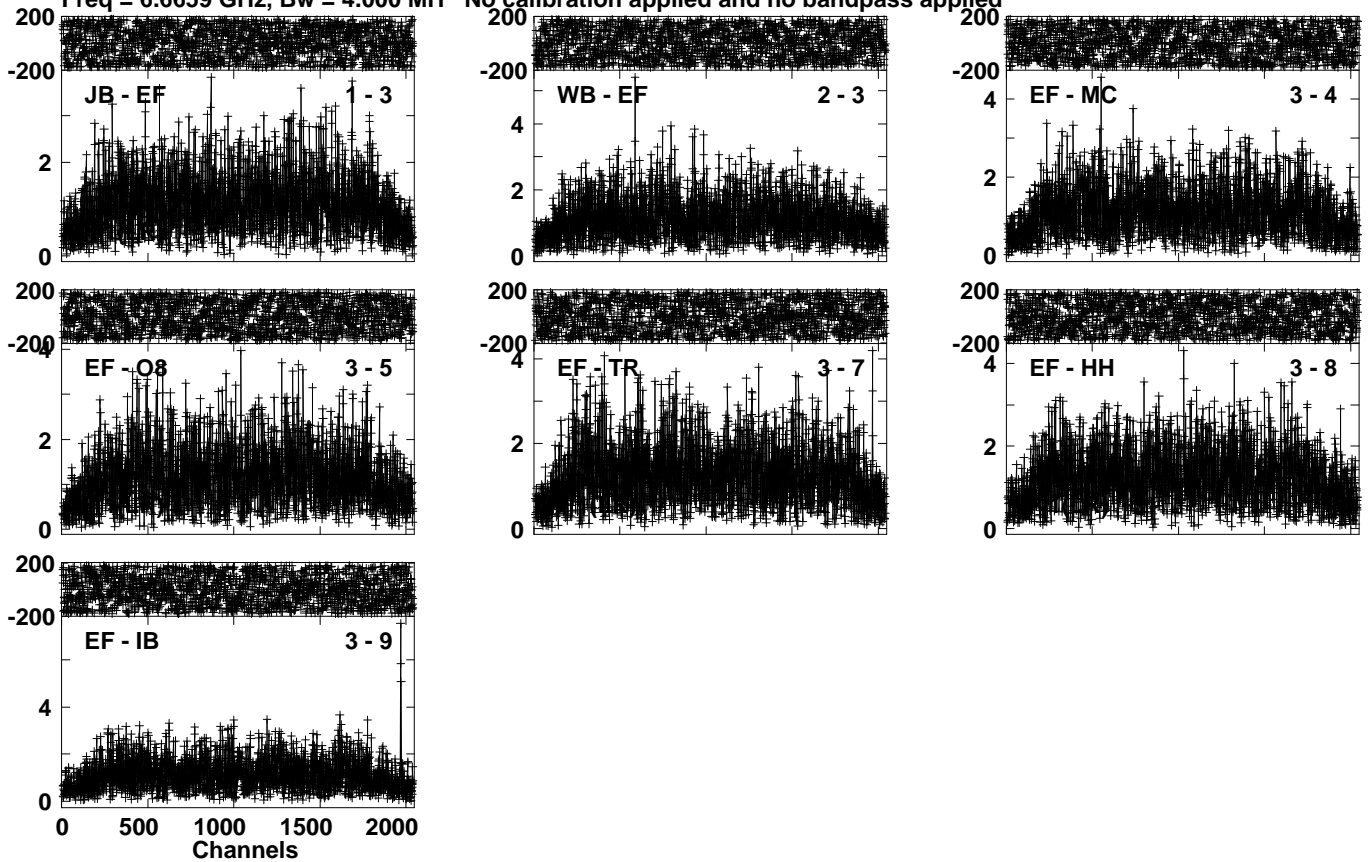 Freq = 6.6659 GHz, Bw = 4.000 MH No calibration applied and no bandpass applied
200 200 200
-200 -200 -200
JB - EF 1 - 3 WB - EF 2 - 3 EF - MC 3 - 4
4 4
2 2 2
0 0 0
200 200 200
-200 -200 -200
4 4 4
EF - O8 3 - 5 EF - TR 3 - 7 EF - HH 3 - 8
2 2 2
0 0 0
200
-200
EF - IB 3 - 9
4
0
0 500 1000 1500 2000
Channels